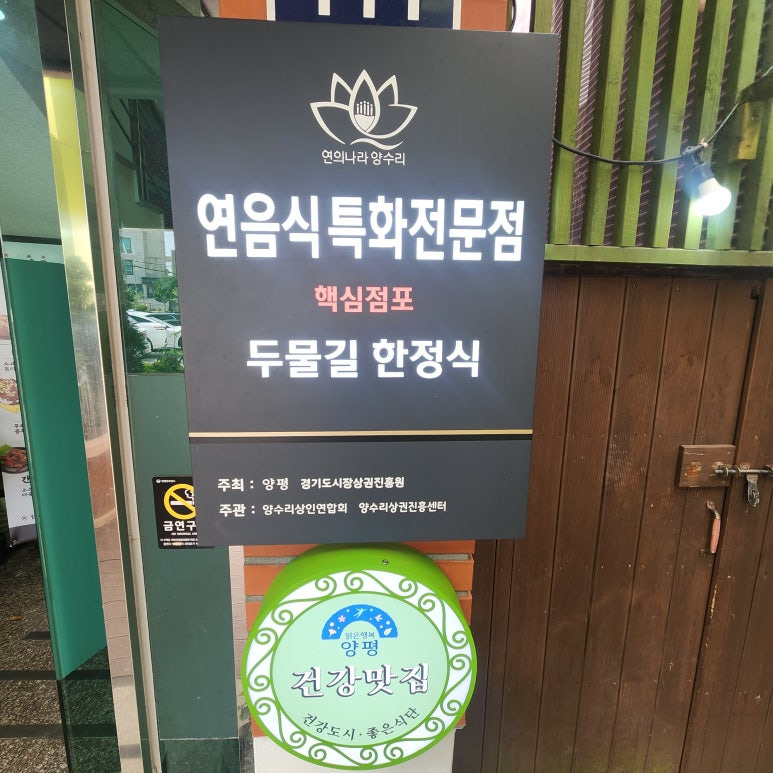 연의나라 양수리
연음식 특화전문점
핵심점포
두물길 한정식
주최 : 양평 경기도시장상권진흥원
주관 : 양수리상인연합회 양수리상권진흥센터
금연구
맑은행복
양평
건강맛집
건강도시·좋은식단